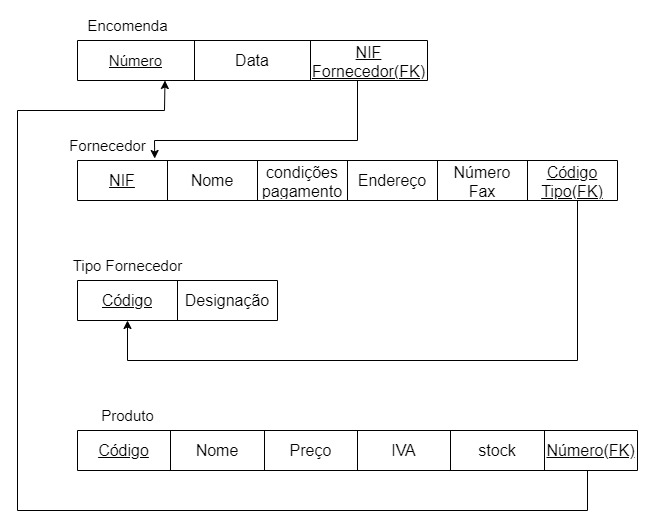 Encomenda
Número
Data
NIF
Fornecedor(FK)
Fornecedor
NIF
Nome
condições
pagamento
Endereço
Número
Fax
Código
Tipo(FK)
Tipo Fornecedor
Código
Designação
Produto
Código
Nome
Preço
IVA
stock
Número(FK)